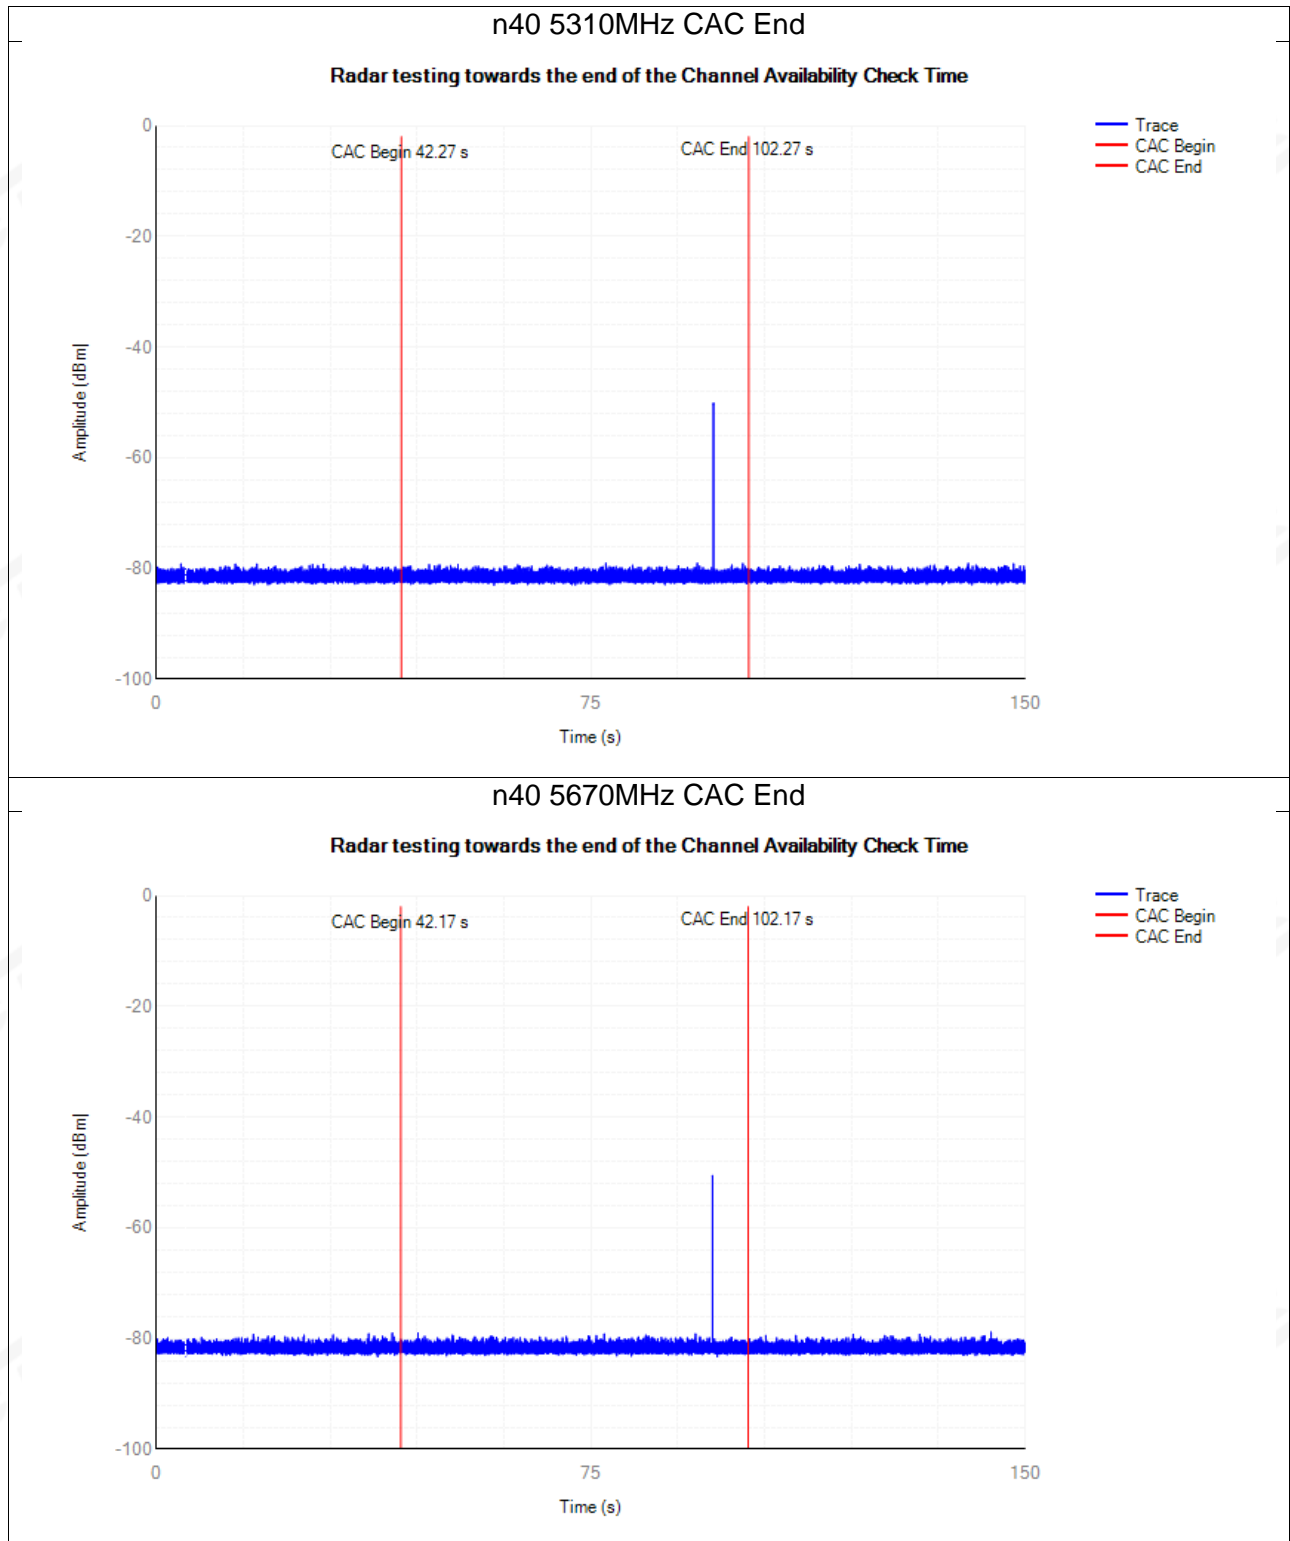 n40 5310MHz CAC End
Radar testing towards the end of the Channel Availability Check Time
CAC Begin 42.27 s
CAC End 102.27 s
Trace
CAC Begin
CAC End
0
-20
-40
-60
-80
-100
Amplitude [dBm]
0
75
150
Time (s)
n40 5670MHz CAC End
Radar testing towards the end of the Channel Availability Check Time
CAC Begin 42.17 s
CAC End 102.17 s
Trace
CAC Begin
CAC End
0
-20
-40
-60
-80
-100
Amplitude [dBm]
0
75
150
Time (s)